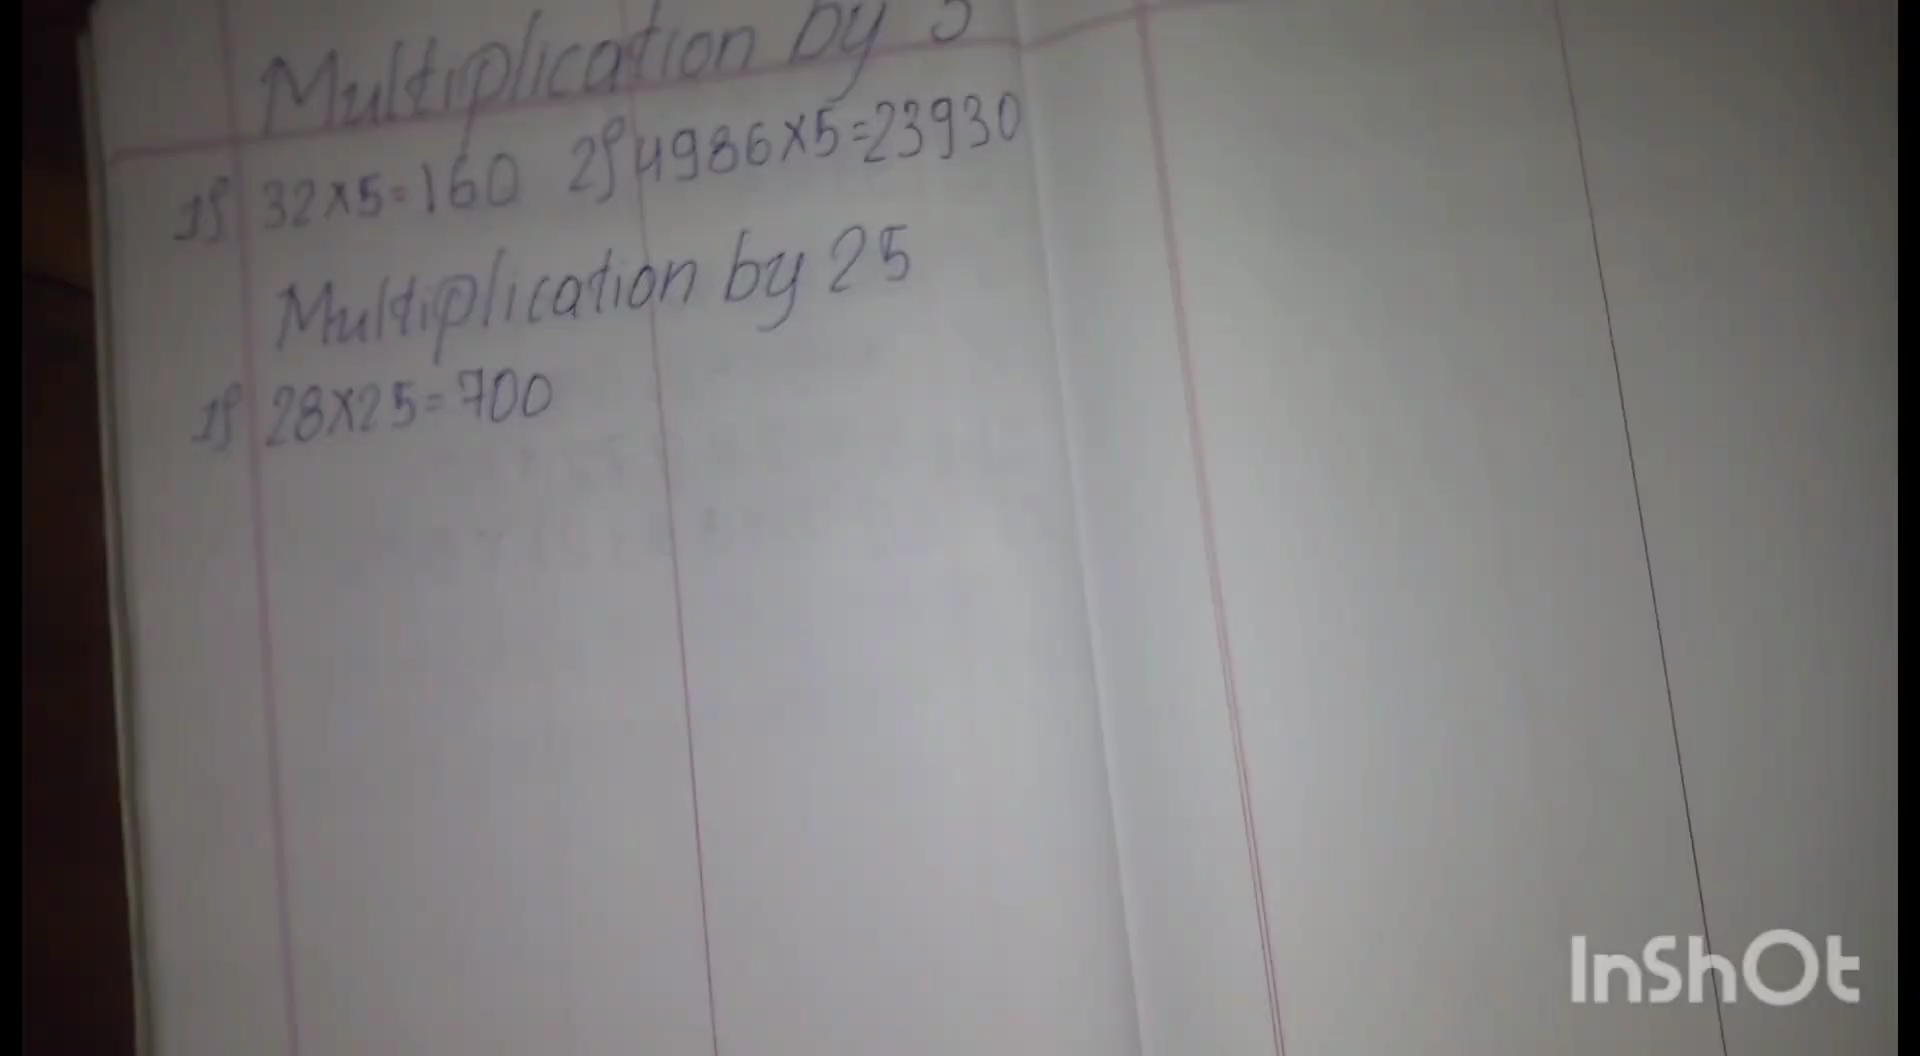 Multiplication by 5
1) 32×5=160 2) 4986×5=23930
Multiplication by 25
1) 28×25=700
InShOt